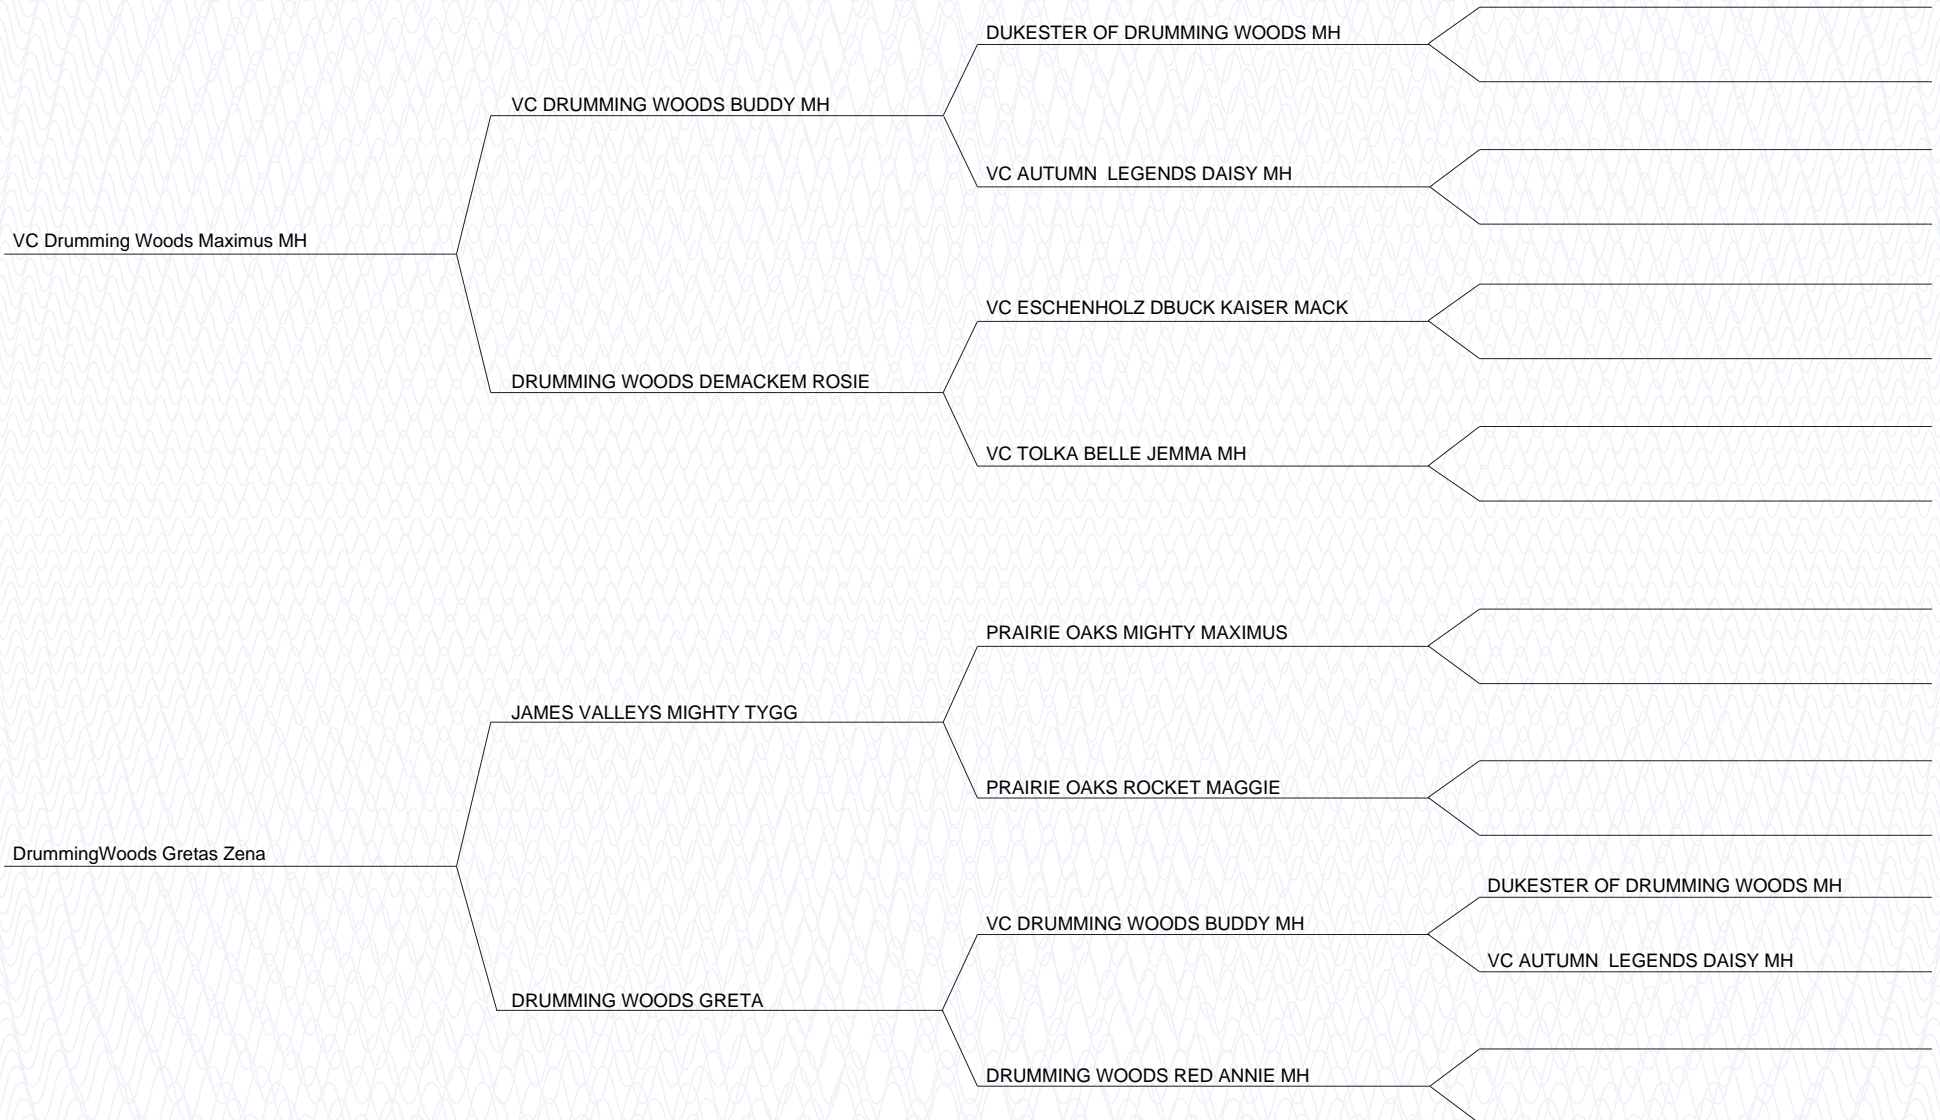 DUKESTER OF DRUMMING WOODS MH
VC DRUMMING WOODS BUDDY MH
VC AUTUMN  LEGENDS DAISY MH
VC Drumming Woods Maximus MH
VC ESCHENHOLZ DBUCK KAISER MACK
DRUMMING WOODS DEMACKEM ROSIE
VC TOLKA BELLE JEMMA MH
PRAIRIE OAKS MIGHTY MAXIMUS
JAMES VALLEYS MIGHTY TYGG
PRAIRIE OAKS ROCKET MAGGIE
DrummingWoods Gretas Zena
DUKESTER OF DRUMMING WOODS MH
VC DRUMMING WOODS BUDDY MH
VC AUTUMN  LEGENDS DAISY MH
DRUMMING WOODS GRETA
DRUMMING WOODS RED ANNIE MH